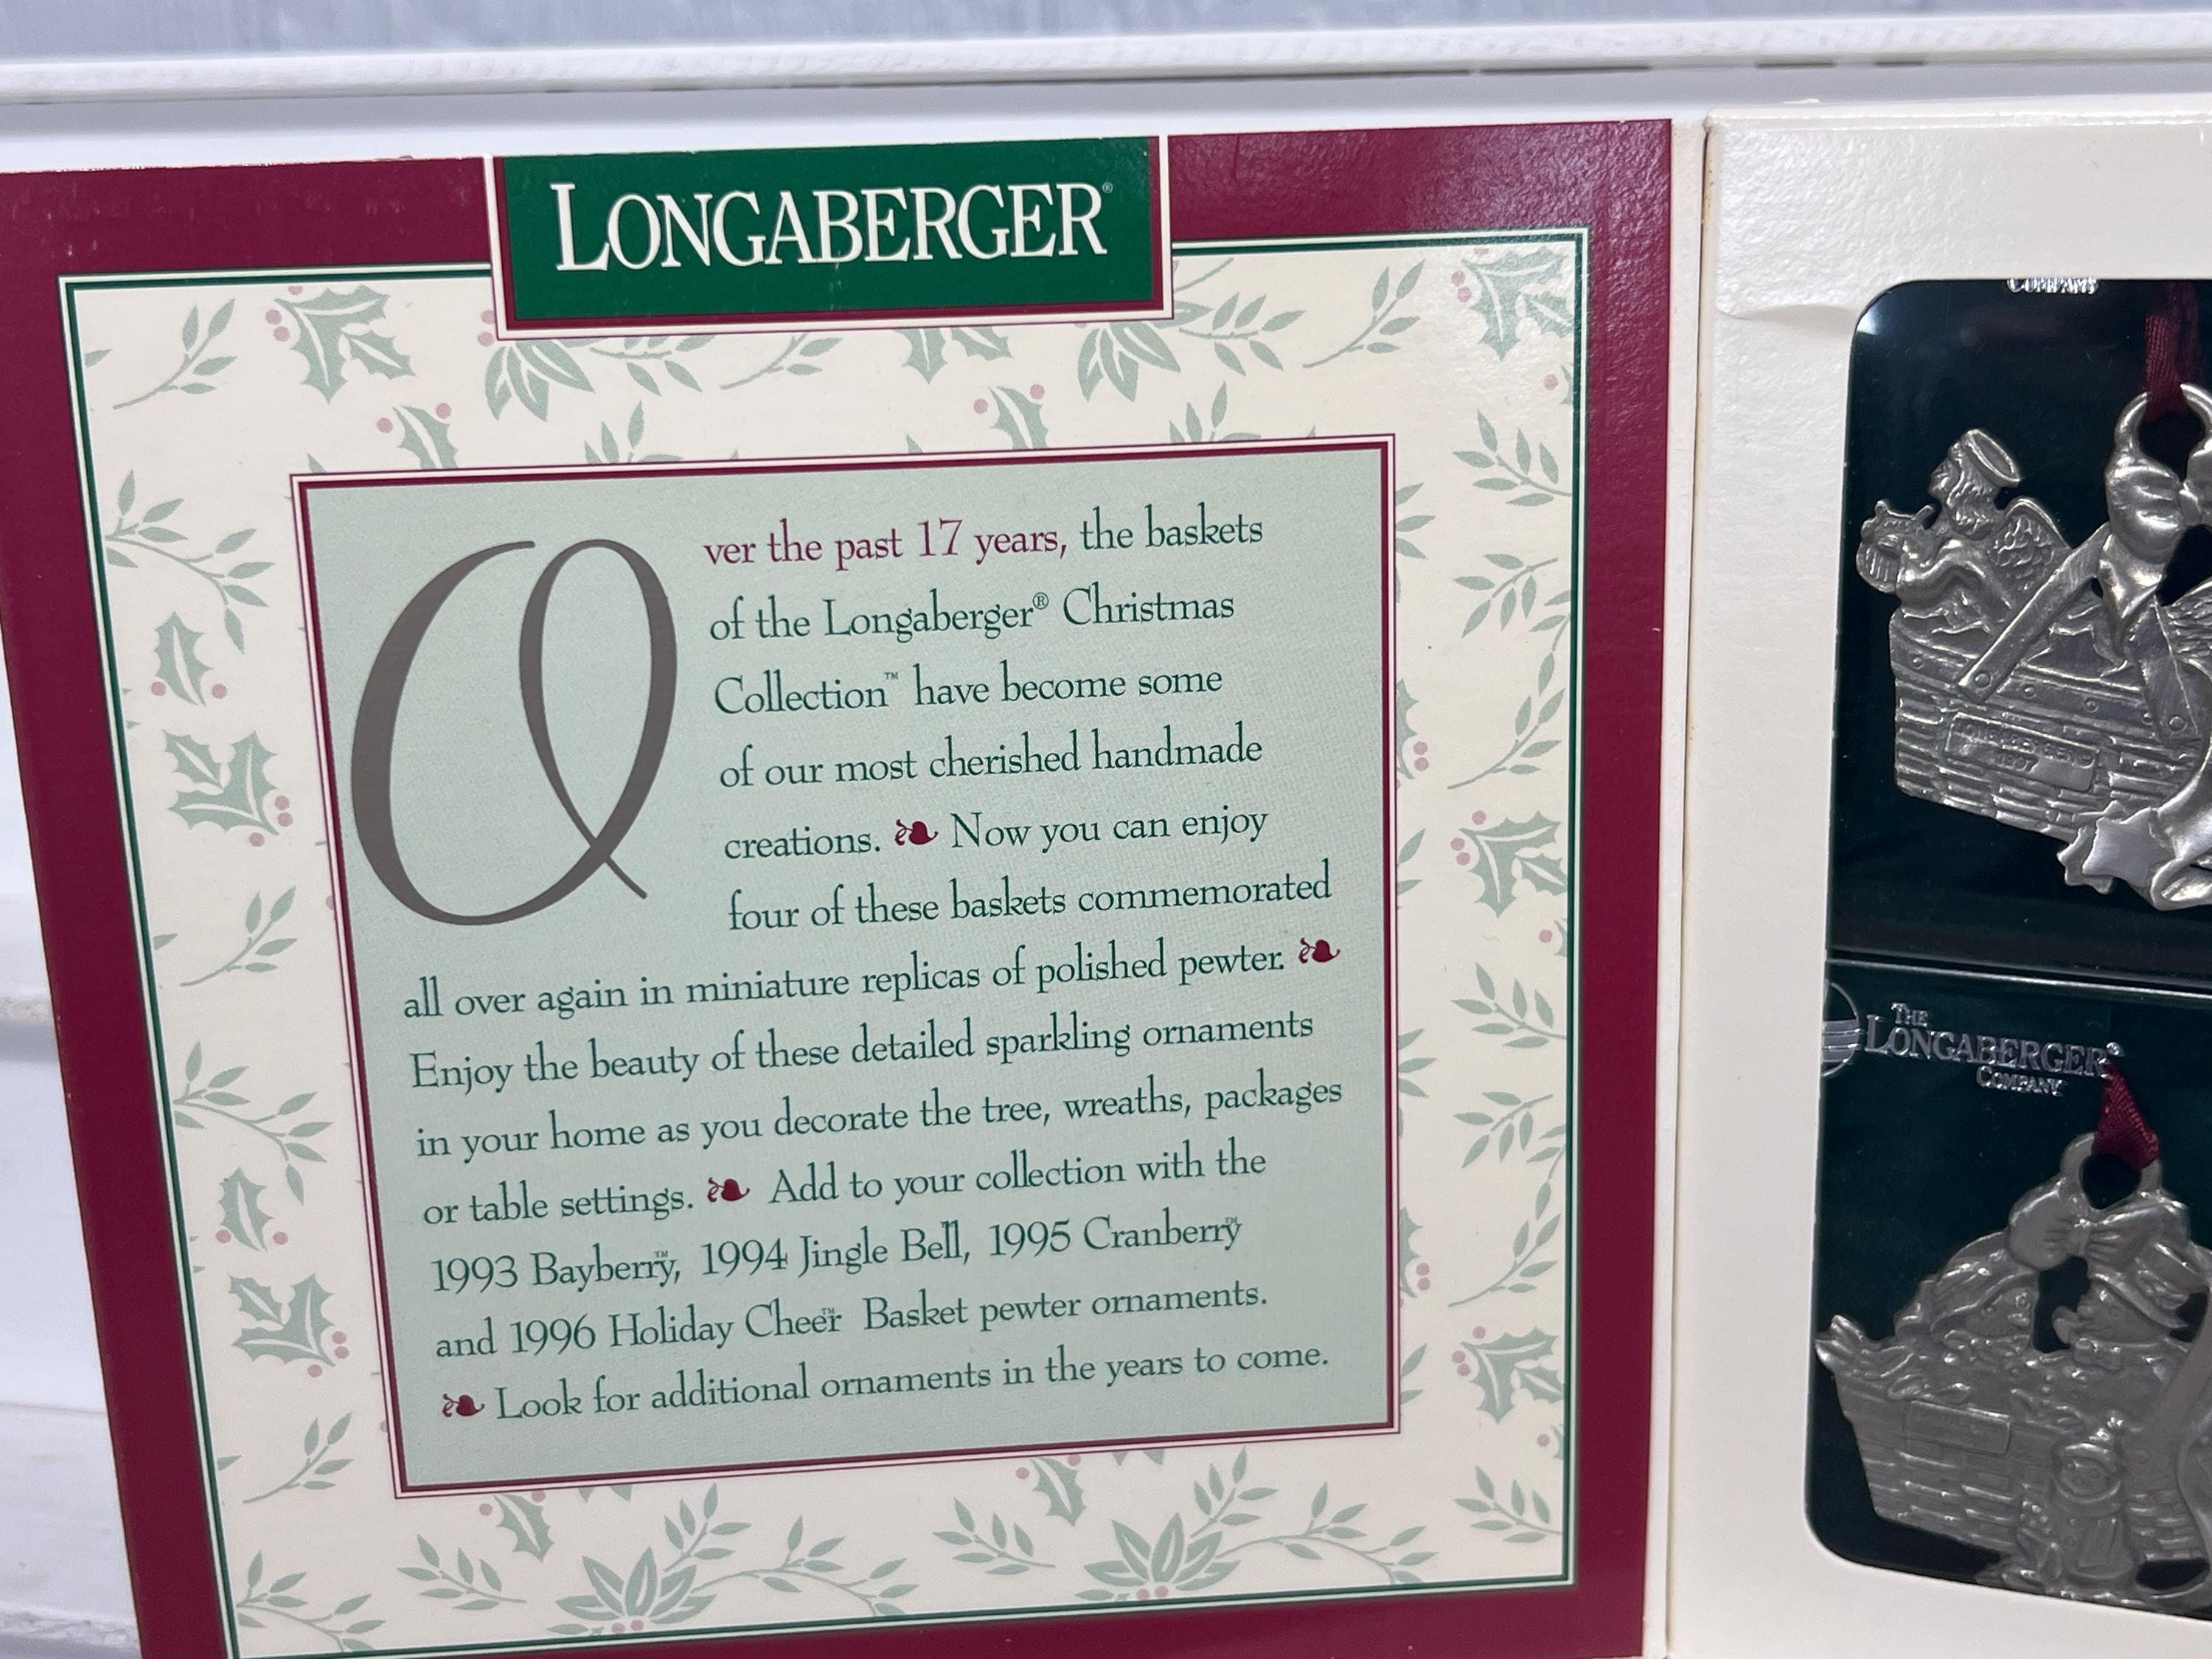 LONGABERGER®
Over the past 17 years, the baskets
of the Longaberger® Christmas
Collection™ have become some
of our most cherished handmade
creations. Now you can enjoy
four of these baskets commemorated
all over again in miniature replicas of polished pewter.
Enjoy the beauty of these detailed sparkling ornaments
in your home as you decorate the tree, wreaths, packages
or table settings. Add to your collection with the
1993 Bayberry™, 1994 Jingle Bell, 1995 Cranberry™
and 1996 Holiday Cheer™ Basket pewter ornaments.
Look for additional ornaments in the years to come.
COMPANY
1997
THE
LONGABERGER®
COMPANY